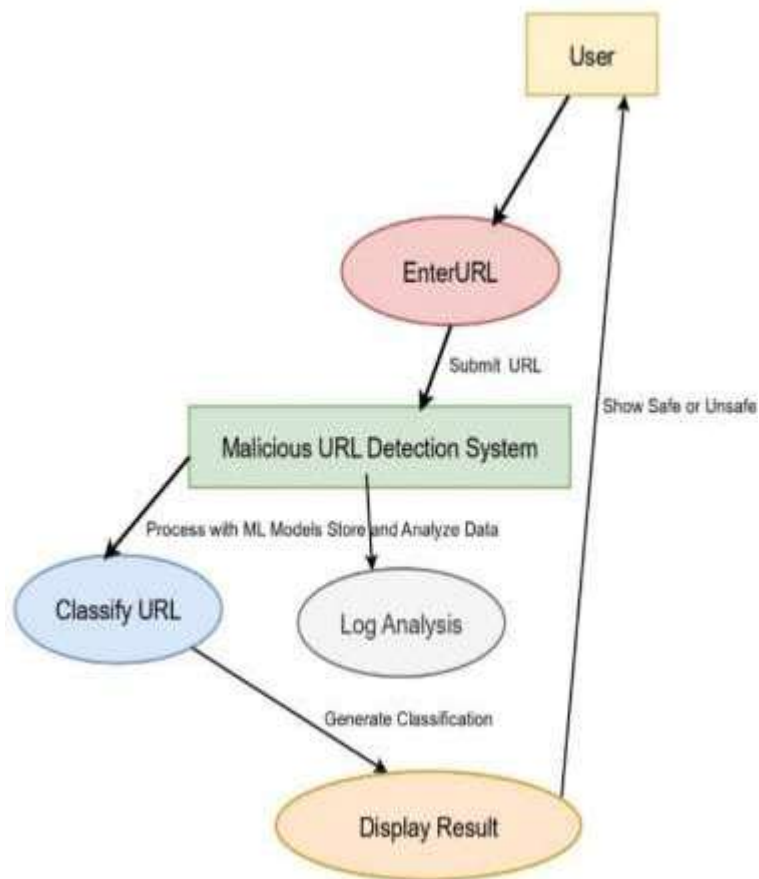 User
EnterURL
Submit URL
Show Safe or Unsafe
Malicious URL Detection System
Process with ML Models Store and Analyze Data
Classify URL
Log Analysis
Generate Classification
Display Result